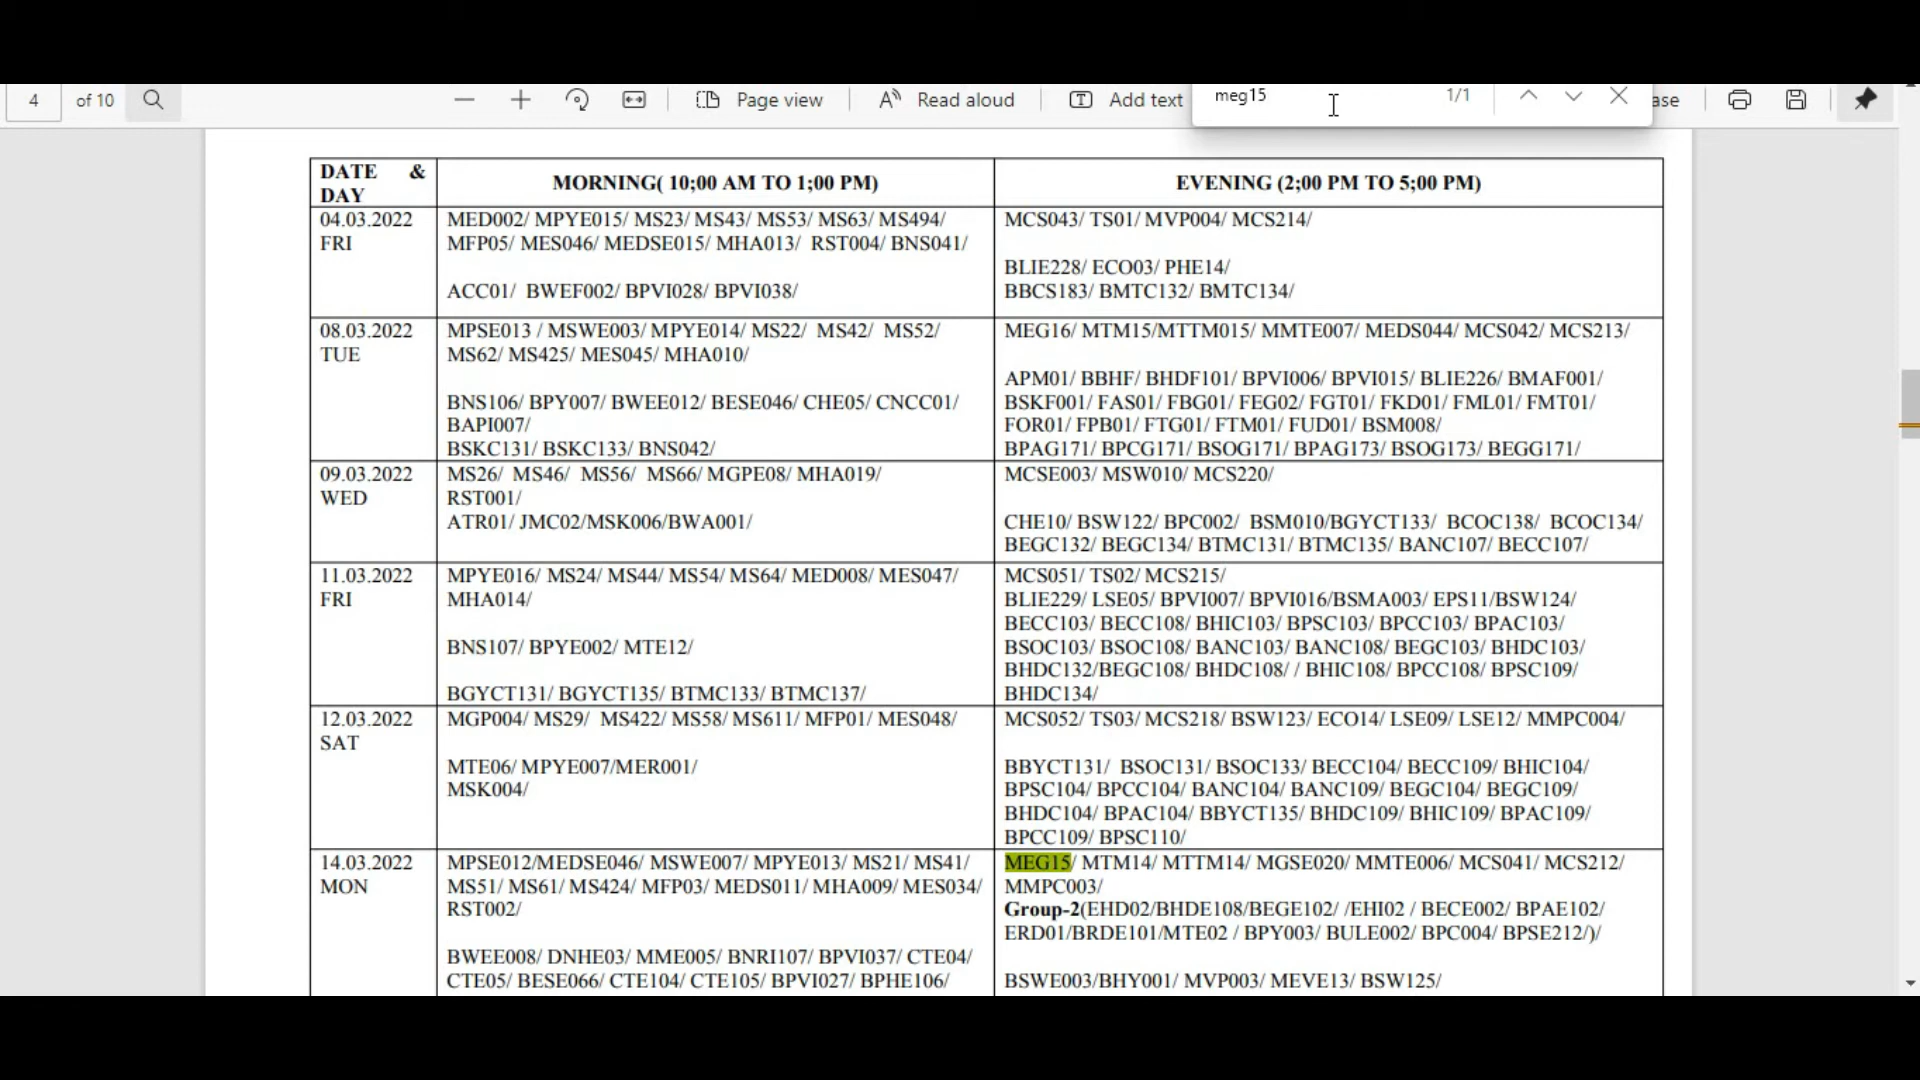 4 of 10 Page view Read aloud Add text meg15 1/1 ase
DATE & DAY
MORNING( 10;00 AM TO 1;00 PM)
EVENING (2;00 PM TO 5;00 PM)
04.03.2022
FRI
MED002/ MPYE015/ MS23/ MS43/ MS53/ MS63/ MS494/
MFP05/ MES046/ MEDSE015/ MHA013/ RST004/ BNS041/
ACC01/ BWEF002/ BPVI028/ BPVI038/
MCS043/ TS01/ MVP004/ MCS214/
BLIE228/ ECO03/ PHE14/
BBCS183/ BMTC132/ BMTC134/
08.03.2022
TUE
MPSE013 / MSWE003/ MPYE014/ MS22/ MS42/ MS52/
MS62/ MS425/ MES045/ MHA010/
BNS106/ BPY007/ BWEE012/ BESE046/ CHE05/ CNCC01/
BAPI007/
BSKC131/ BSKC133/ BNS042/
MEG16/ MTM15/MTTM015/ MMTE007/ MEDS044/ MCS042/ MCS213/
APM01/ BBHF/ BHDF101/ BPVI006/ BPVI015/ BLIE226/ BMAF001/
BSKF001/ FAS01/ FBG01/ FEG02/ FGT01/ FKD01/ FML01/ FMT01/
FOR01/ FPB01/ FTG01/ FTM01/ FUD01/ BSM008/
BPAG171/ BPCG171/ BSOG171/ BPAG173/ BSOG173/ BEGG171/
09.03.2022
WED
MS26/ MS46/ MS56/ MS66/ MGPE08/ MHA019/
RST001/
ATR01/ JMC02/MSK006/BWA001/
MCSE003/ MSW010/ MCS220/
CHE10/ BSW122/ BPC002/ BSM010/BGYCT133/ BCOC138/ BCOC134/
BEGC132/ BEGC134/ BTMC131/ BTMC135/ BANC107/ BECC107/
11.03.2022
FRI
MPYE016/ MS24/ MS44/ MS54/ MS64/ MED008/ MES047/
MHA014/
BNS107/ BPYE002/ MTE12/
BGYCT131/ BGYCT135/ BTMC133/ BTMC137/
MCS051/ TS02/ MCS215/
BLIE229/ LSE05/ BPVI007/ BPVI016/BSMA003/ EPS11/BSW124/
BECC103/ BECC108/ BHIC103/ BPSC103/ BPCC103/ BPAC103/
BSOC103/ BSOC108/ BANC103/ BANC108/ BEGC103/ BHDC103/
BHDC132/BEGC108/ BHDC108/ / BHIC108/ BPCC108/ BPSC109/
BHDC134/
12.03.2022
SAT
MGP004/ MS29/ MS422/ MS58/ MS611/ MFP01/ MES048/
MTE06/ MPYE007/MER001/
MSK004/
MCS052/ TS03/ MCS218/ BSW123/ ECO14/ LSE09/ LSE12/ MMPC004/
BBYCT131/ BSOC131/ BSOC133/ BECC104/ BECC109/ BHIC104/
BPSC104/ BPCC104/ BANC104/ BANC109/ BEGC104/ BEGC109/
BHDC104/ BPAC104/ BBYCT135/ BHDC109/ BHIC109/ BPAC109/
BPCC109/ BPSC110/
14.03.2022
MON
MPSE012/MEDSE046/ MSWE007/ MPYE013/ MS21/ MS41/
MS51/ MS61/ MS424/ MFP03/ MEDS011/ MHA009/ MES034/
RST002/
BWEE008/ DNHE03/ MME005/ BNRI107/ BPVI037/ CTE04/
CTE05/ BESE066/ CTE104/ CTE105/ BPVI027/ BPHE106/
MEG15/ MTM14/ MTTM14/ MGSE020/ MMTE006/ MCS041/ MCS212/
MMPC003/
Group-2(EHD02/BHDE108/BEGE102/ /EHI02 / BECE002/ BPAE102/
ERD01/BRDE101/MTE02 / BPY003/ BULE002/ BPC004/ BPSE212/)/
BSWE003/BHY001/ MVP003/ MEVE13/ BSW125/